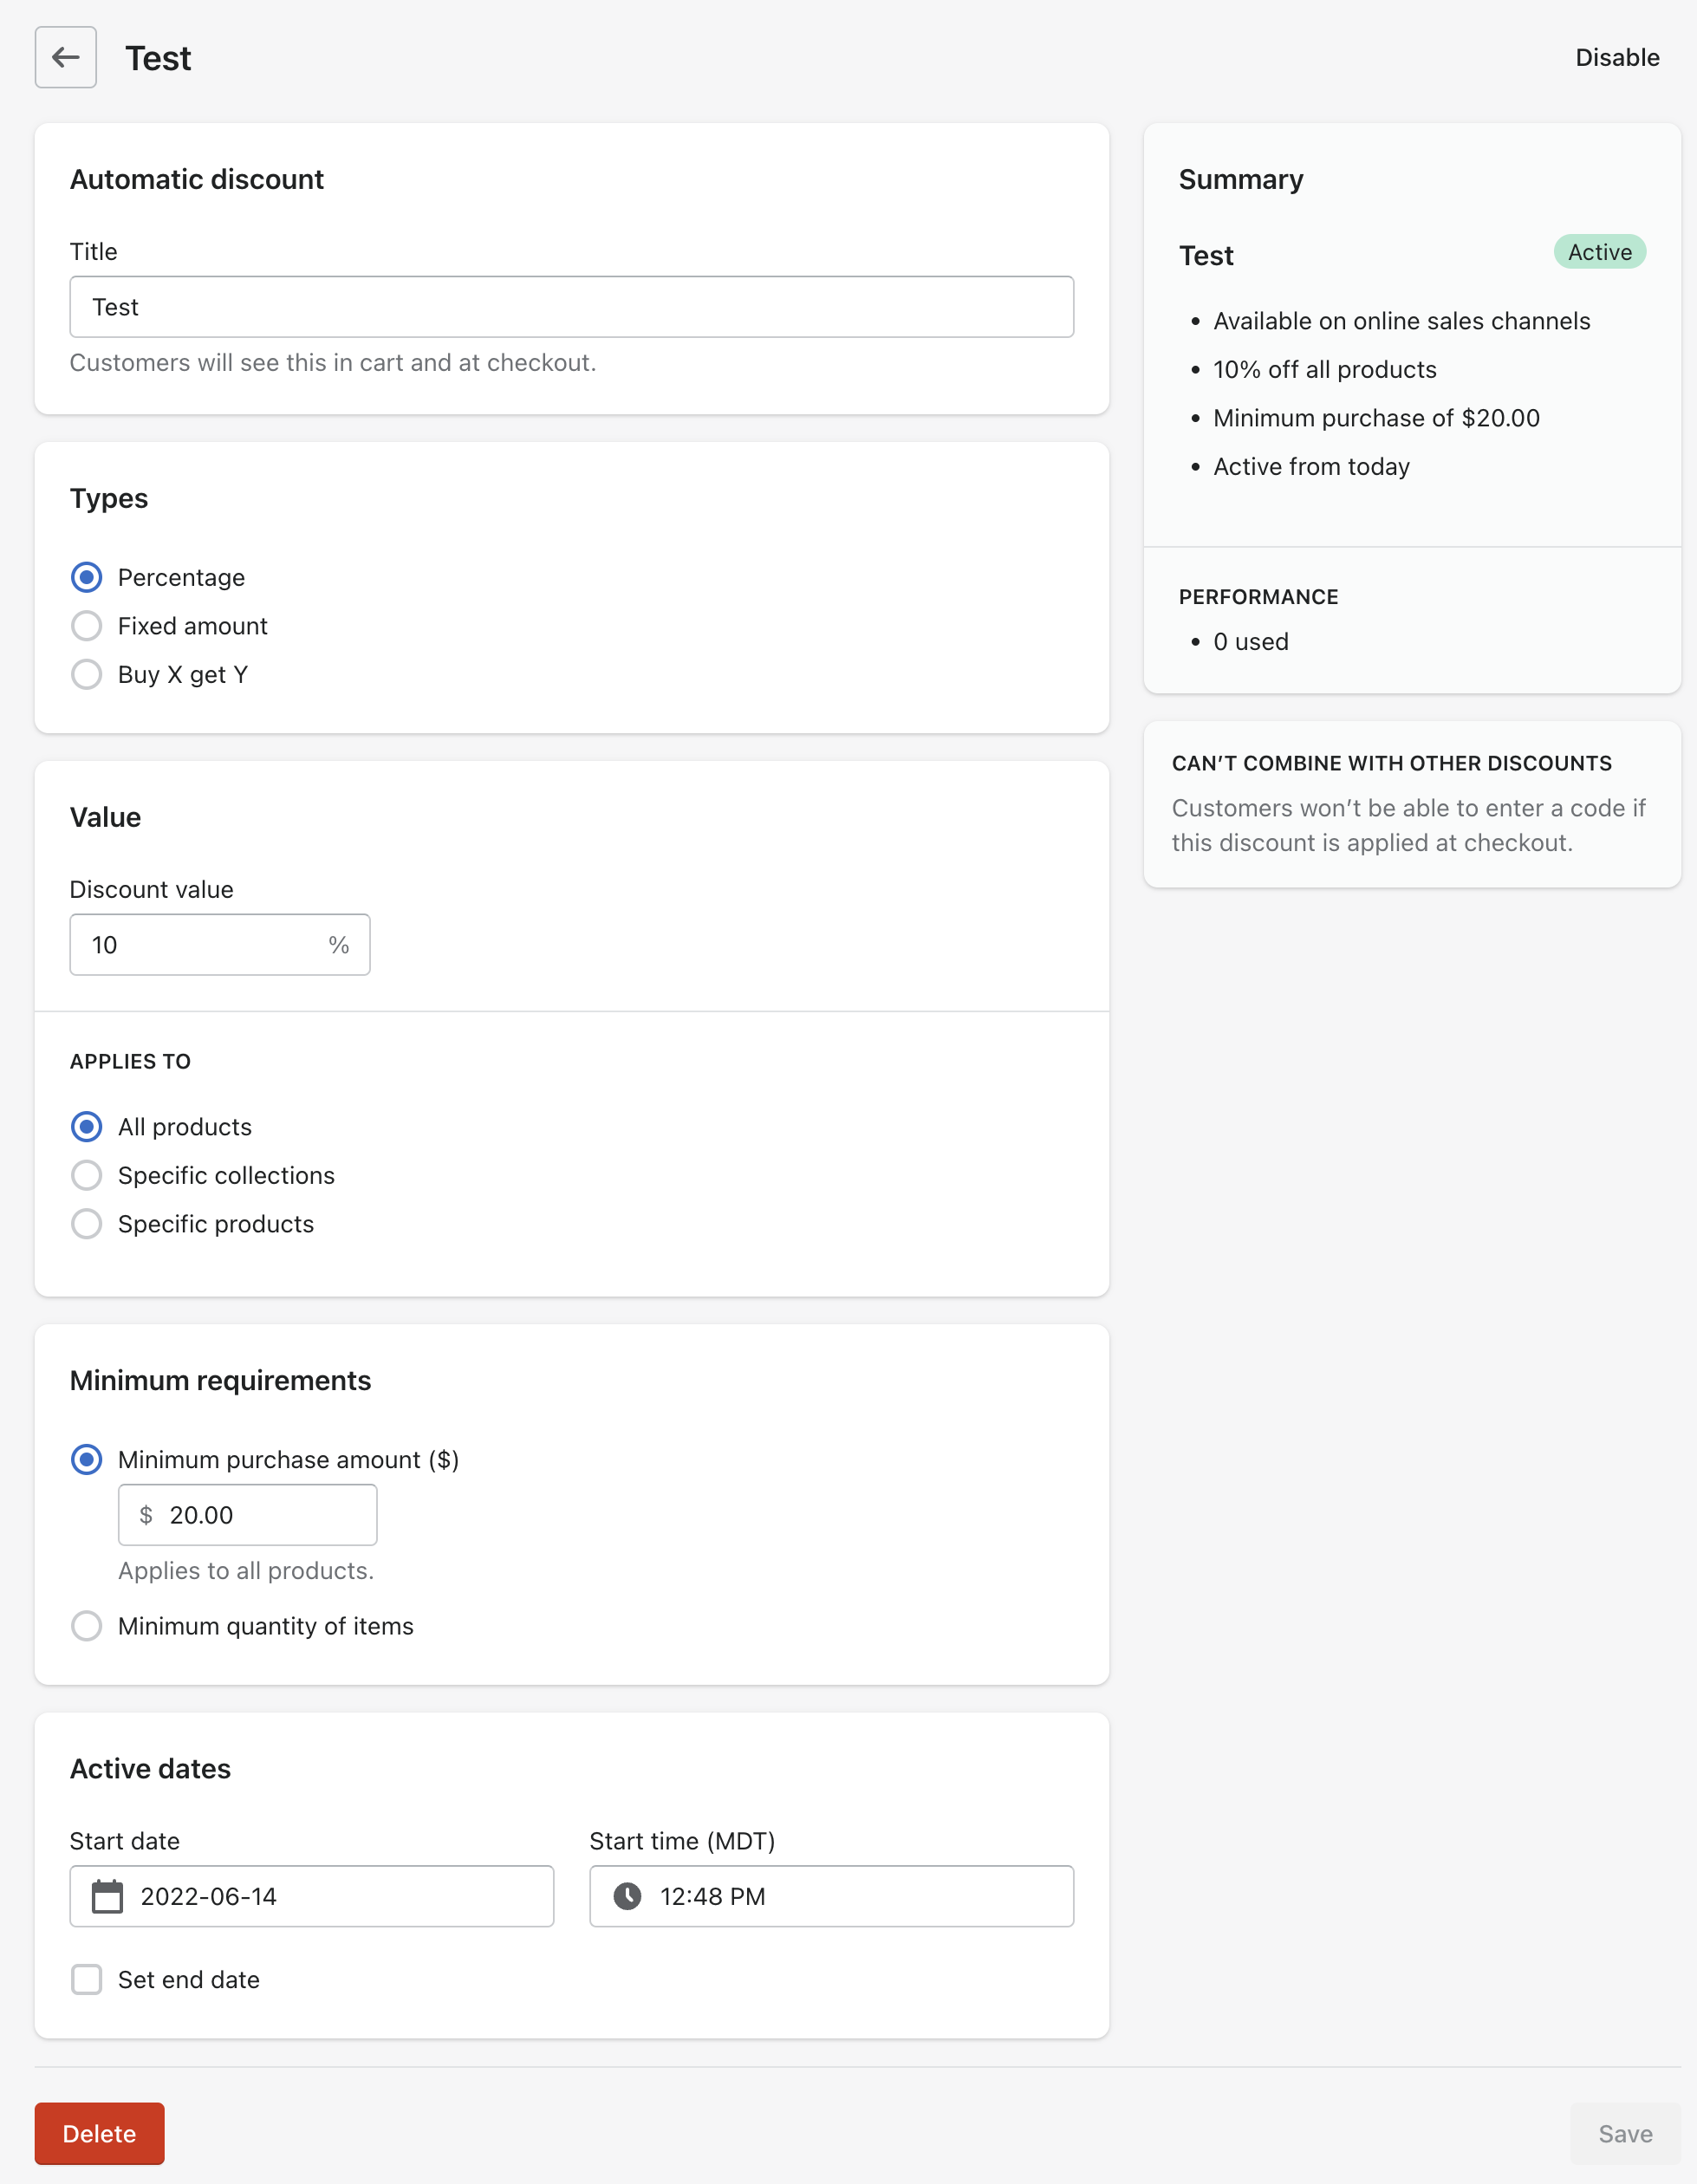 Test
Disable
Automatic discount
Title
Test
Customers will see this in cart and at checkout.
Types
Percentage
Fixed amount
Buy X get Y
Value
Discount value
10 %
APPLIES TO
All products
Specific collections
Specific products
Minimum requirements
Minimum purchase amount ($)
$ 20.00
Applies to all products.
Minimum quantity of items
Active dates
Start date
Start time (MDT)
2022-06-14
12:48 PM
Set end date
Summary
Test
Active
• Available on online sales channels
• 10% off all products
• Minimum purchase of $20.00
• Active from today
PERFORMANCE
• 0 used
CAN’T COMBINE WITH OTHER DISCOUNTS
Customers won’t be able to enter a code if
this discount is applied at checkout.
Delete
Save